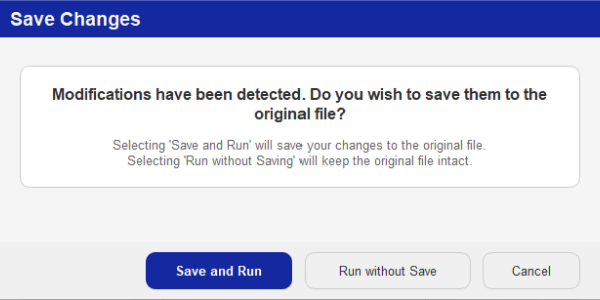 Save Changes
Modifications have been detected. Do you wish to save them to the
original file?
Selecting 'Save and Run' will save your changes to the original file.
Selecting 'Run without Saving' will keep the original file intact.
Save and Run
Run without Save
Cancel